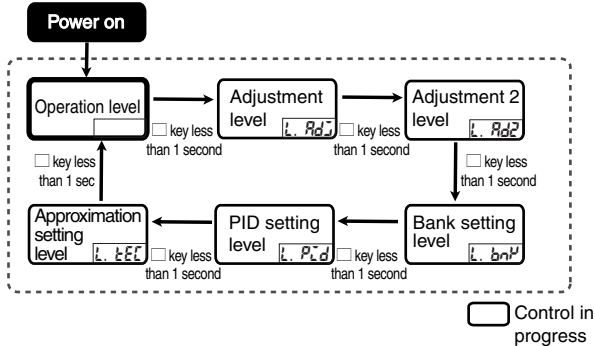 Power on
Operation level
Adjustment
level
L. AdJ
Adjustment 2
level
L. Ad2
key less
than 1 second
key less
than 1 second
key less
than 1 sec
key less
than 1 second
Approximation
setting
level
L. tEC
PID setting
level
L. PId
Bank setting
level
L. bnK
key less
than 1 second
key less
than 1 second
Control in
progress